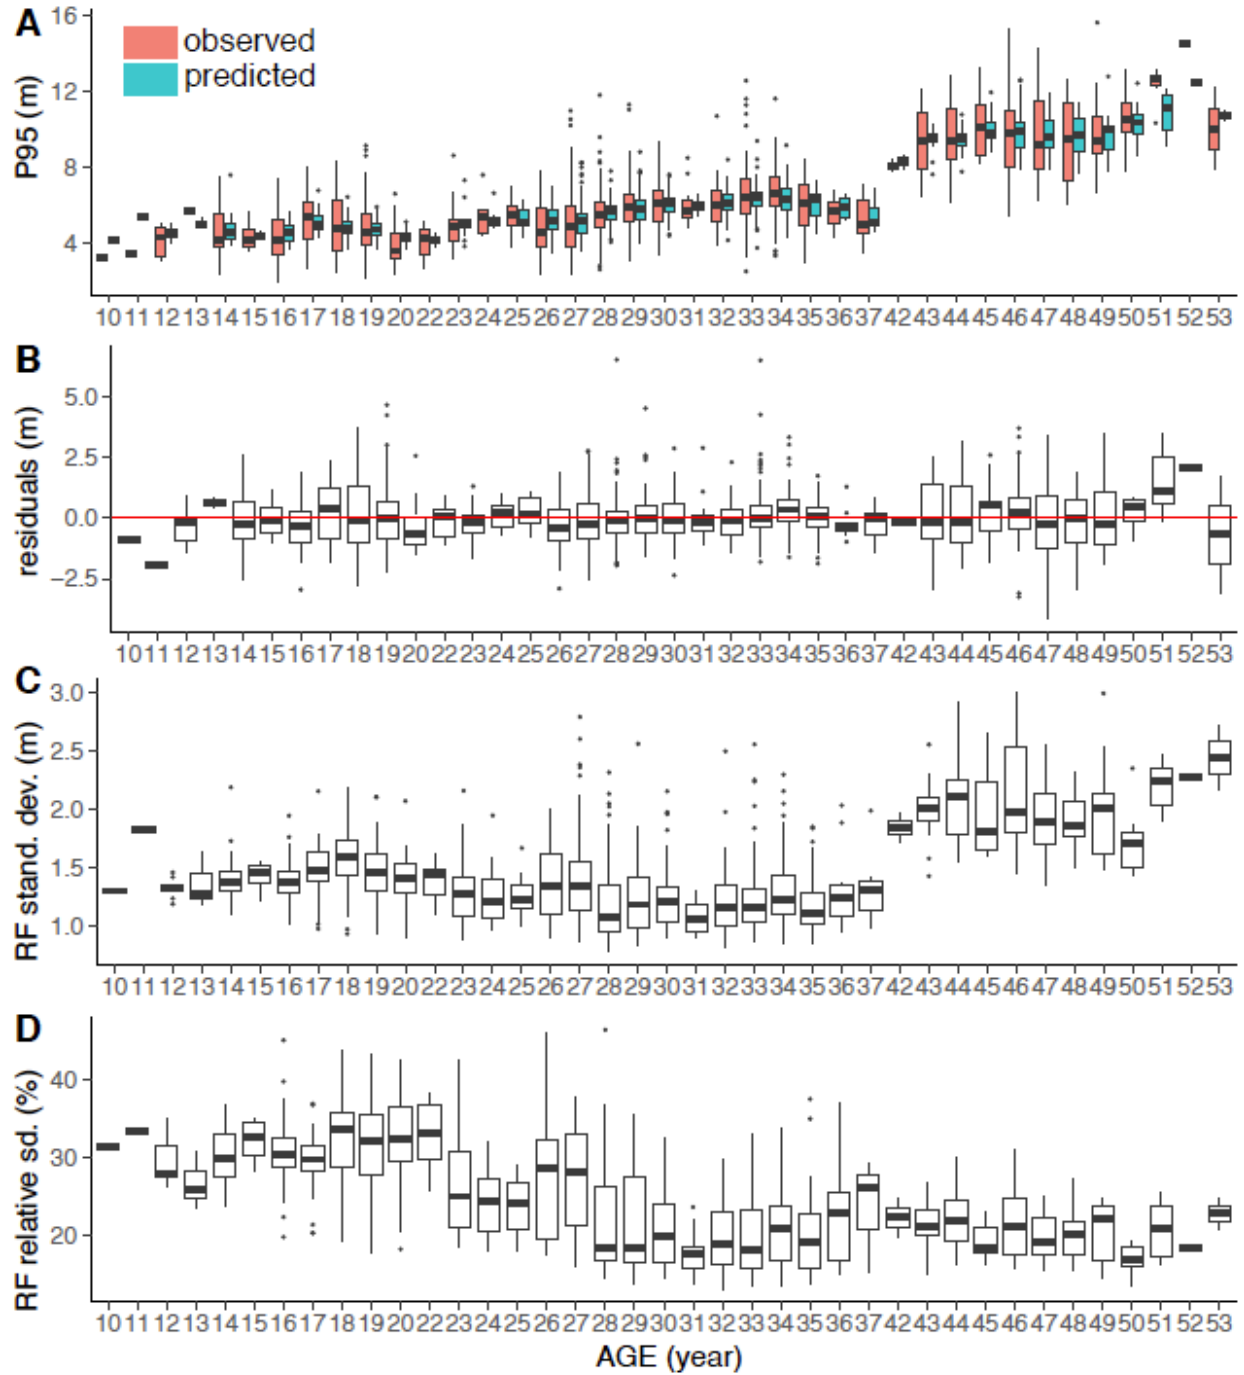 A
P95 (m)
16
12
8
4
observed
predicted
10 11 12 13 14 15 16 17 18 19 20 22 23 24 25 26 27 28 29 30 31 32 33 34 35 36 37 42 43 44 45 46 47 48 49 50 51 52 53
B
residuals (m)
5.0
2.5
0.0
−2.5
10 11 12 13 14 15 16 17 18 19 20 22 23 24 25 26 27 28 29 30 31 32 33 34 35 36 37 42 43 44 45 46 47 48 49 50 51 52 53
C
RF stand. dev. (m)
3.0
2.5
2.0
1.5
1.0
10 11 12 13 14 15 16 17 18 19 20 22 23 24 25 26 27 28 29 30 31 32 33 34 35 36 37 42 43 44 45 46 47 48 49 50 51 52 53
D
RF relative sd. (%)
40
30
20
10 11 12 13 14 15 16 17 18 19 20 22 23 24 25 26 27 28 29 30 31 32 33 34 35 36 37 42 43 44 45 46 47 48 49 50 51 52 53
AGE (year)